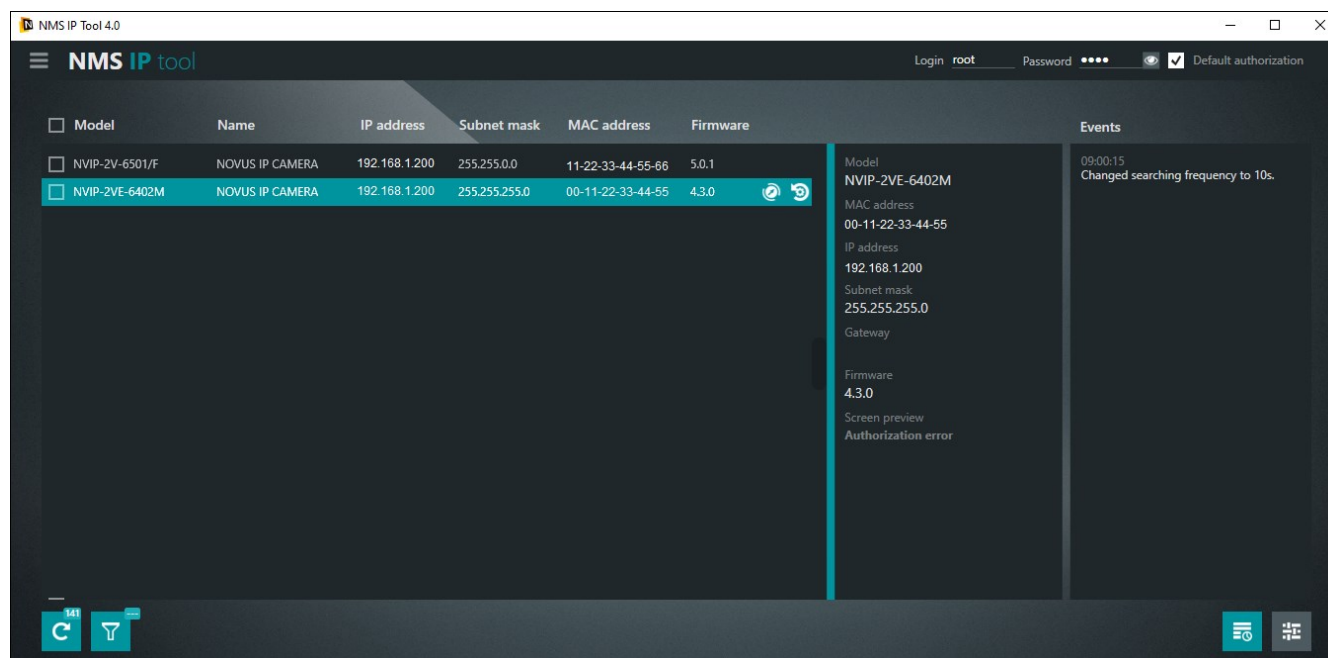 NMS IP Tool 4.0
NMS IP tool
Login root Password •••• Default authorization
Model Name IP address Subnet mask MAC address Firmware
Events
NVIP-2V-6501/F NOVUS IP CAMERA 192.168.1.200 255.255.0.0 11-22-33-44-55-66 5.0.1
NVIP-2VE-6402M NOVUS IP CAMERA 192.168.1.200 255.255.255.0 00-11-22-33-44-55 4.3.0
Model
NVIP-2VE-6402M
MAC address
00-11-22-33-44-55
IP address
192.168.1.200
Subnet mask
255.255.255.0
Gateway
Firmware
4.3.0
Screen preview
Authorization error
09:00:15
Changed searching frequency to 10s.
141
---